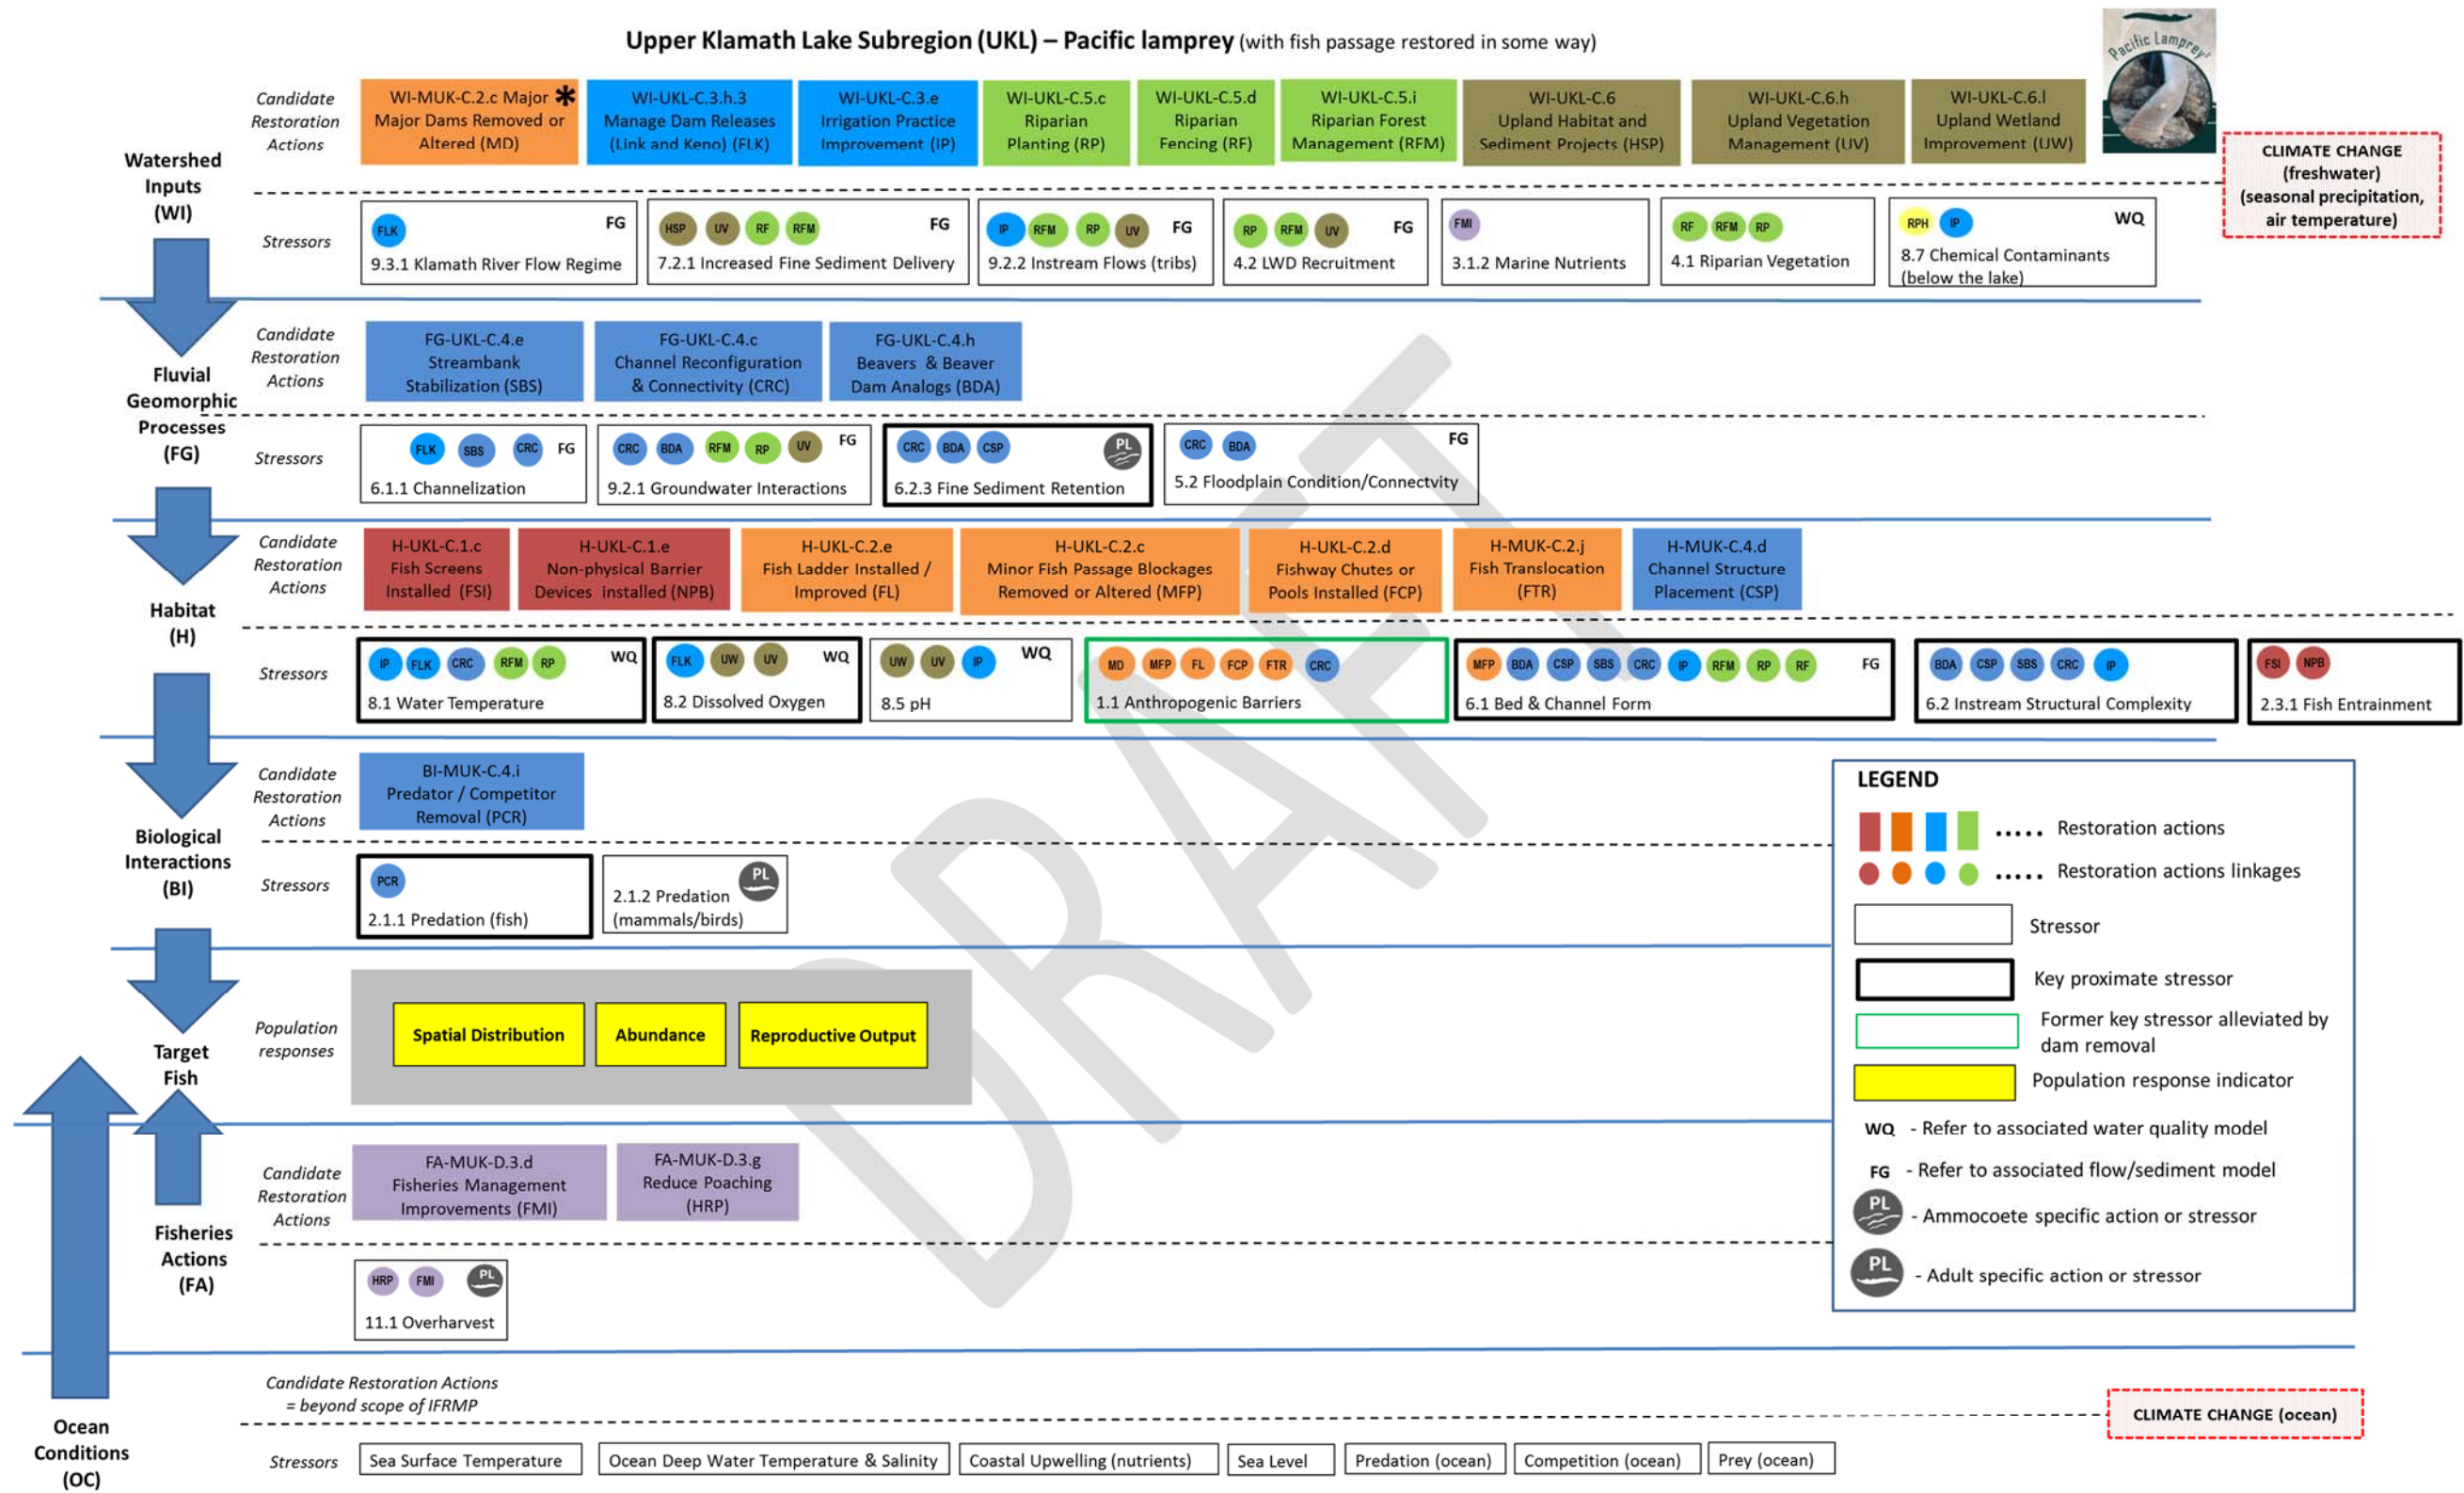 Upper Klamath Lake Subregion (UKL) – Pacific lamprey (with fish passage restored in some way)
Pacific Lamprey
Watershed
Inputs
(WI)
Candidate
Restoration
Actions
WI-MUK-C.2.c Major *
Major Dams Removed or
Altered (MD)
WI-UKL-C.3.h.3
Manage Dam Releases
(Link and Keno) (FLK)
WI-UKL-C.3.e
Irrigation Practice
Improvement (IP)
WI-UKL-C.5.c
Riparian
Planting (RP)
WI-UKL-C.5.d
Riparian
Fencing (RF)
WI-UKL-C.5.i
Riparian Forest
Management (RFM)
WI-UKL-C.6
Upland Habitat and
Sediment Projects (HSP)
WI-UKL-C.6.h
Upland Vegetation
Management (UV)
WI-UKL-C.6.l
Upland Wetland
Improvement (UW)
CLIMATE CHANGE
(freshwater)
(seasonal precipitation,
air temperature)
Stressors
FLK FG
9.3.1 Klamath River Flow Regime
HSP UV RF RFM FG
7.2.1 Increased Fine Sediment Delivery
IP RFM RP UV FG
9.2.2 Instream Flows (tribs)
RP RFM UV FG
4.2 LWD Recruitment
FMI
3.1.2 Marine Nutrients
RF RFM RP
4.1 Riparian Vegetation
RPH IP WQ
8.7 Chemical Contaminants
(below the lake)
Fluvial
Geomorphic
Processes
(FG)
Candidate
Restoration
Actions
FG-UKL-C.4.e
Streambank
Stabilization (SBS)
FG-UKL-C.4.c
Channel Reconfiguration
& Connectivity (CRC)
FG-UKL-C.4.h
Beavers & Beaver
Dam Analogs (BDA)
Stressors
FLK SBS CRC FG
6.1.1 Channelization
CRC BDA RFM RP UV FG
9.2.1 Groundwater Interactions
CRC BDA CSP PL
6.2.3 Fine Sediment Retention
CRC BDA FG
5.2 Floodplain Condition/Connectvity
Habitat
(H)
Candidate
Restoration
Actions
H-UKL-C.1.c
Fish Screens
Installed (FSI)
H-UKL-C.1.e
Non-physical Barrier
Devices installed (NPB)
H-UKL-C.2.e
Fish Ladder Installed /
Improved (FL)
H-UKL-C.2.c
Minor Fish Passage Blockages
Removed or Altered (MFP)
H-UKL-C.2.d
Fishway Chutes or
Pools Installed (FCP)
H-MUK-C.2.j
Fish Translocation
(FTR)
H-MUK-C.4.d
Channel Structure
Placement (CSP)
Stressors
IP FLK CRC RFM RP WQ
8.1 Water Temperature
FLK UW UV WQ
8.2 Dissolved Oxygen
UW UV IP WQ
8.5 pH
MD MFP FL FCP FTR CRC
1.1 Anthropogenic Barriers
MFP BDA CSP SBS CRC IP RFM RP RF FG
6.1 Bed & Channel Form
BDA CSP SBS CRC IP
6.2 Instream Structural Complexity
FSI NPB
2.3.1 Fish Entrainment
Biological
Interactions
(BI)
Candidate
Restoration
Actions
BI-MUK-C.4.i
Predator / Competitor
Removal (PCR)
Stressors
PCR
2.1.1 Predation (fish)
PL
2.1.2 Predation
(mammals/birds)
Target
Fish
Population
responses
Spatial Distribution
Abundance
Reproductive Output
Fisheries
Actions
(FA)
Candidate
Restoration
Actions
FA-MUK-D.3.d
Fisheries Management
Improvements (FMI)
FA-MUK-D.3.g
Reduce Poaching
(HRP)
HRP FMI PL
11.1 Overharvest
Ocean
Conditions
(OC)
Candidate Restoration Actions
= beyond scope of IFRMP
CLIMATE CHANGE (ocean)
Stressors
Sea Surface Temperature
Ocean Deep Water Temperature & Salinity
Coastal Upwelling (nutrients)
Sea Level
Predation (ocean)
Competition (ocean)
Prey (ocean)
LEGEND
..... Restoration actions
..... Restoration actions linkages
Stressor
Key proximate stressor
Former key stressor alleviated by
dam removal
Population response indicator
WQ - Refer to associated water quality model
FG - Refer to associated flow/sediment model
PL - Ammocoete specific action or stressor
PL - Adult specific action or stressor
DRAFT